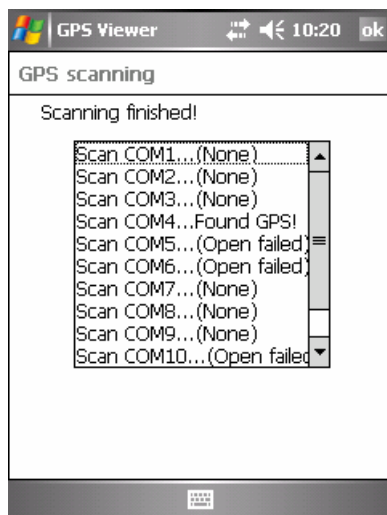 GPS Viewer 10:20 ok
GPS scanning
Scanning finished!
Scan COM1...(None)
Scan COM2...(None)
Scan COM3...(None)
Scan COM4...Found GPS!
Scan COM5...(Open failed)
Scan COM6...(Open failed)
Scan COM7...(None)
Scan COM8...(None)
Scan COM9...(None)
Scan COM10...(Open failed